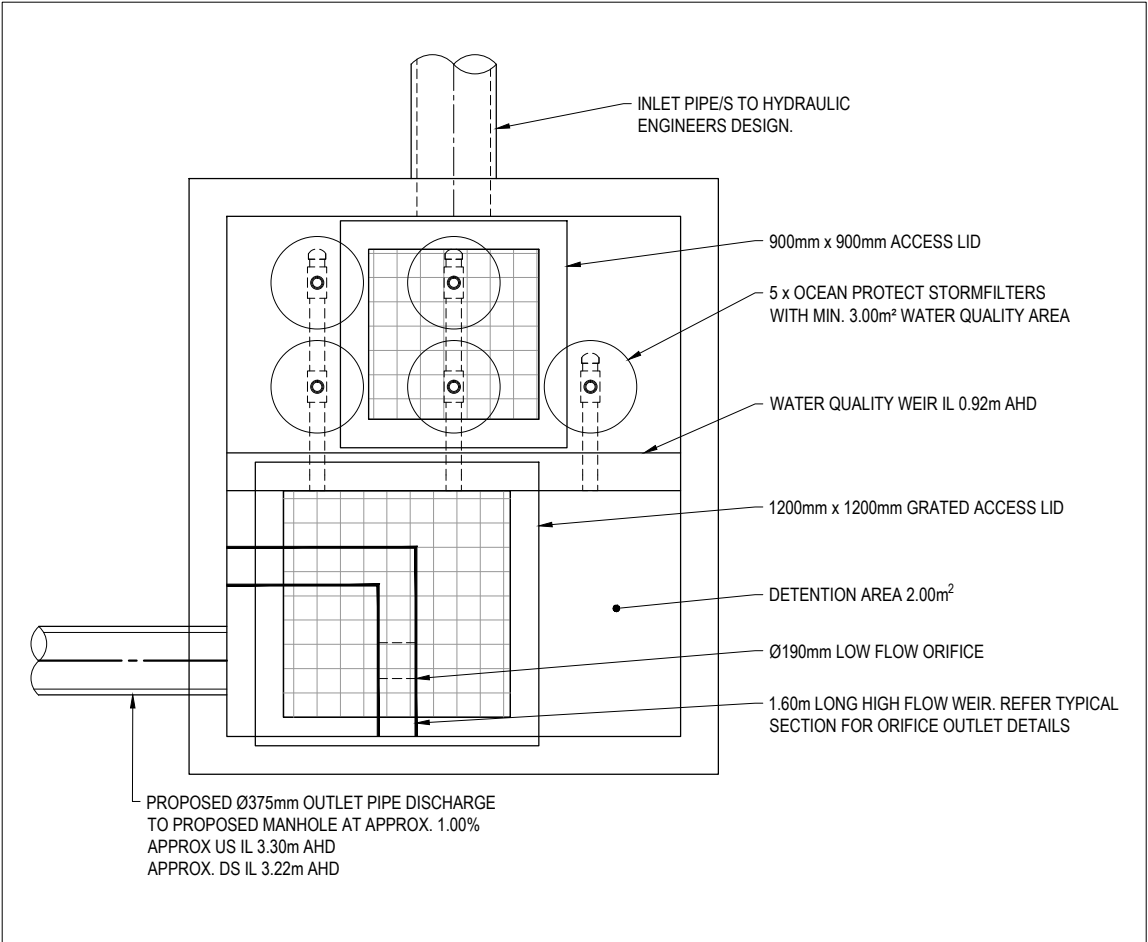 INLET PIPE/S TO HYDRAULIC
ENGINEERS DESIGN.
900mm x 900mm ACCESS LID
5 x OCEAN PROTECT STORMFILTERS
WITH MIN. 3.00m² WATER QUALITY AREA
WATER QUALITY WEIR IL 0.92m AHD
1200mm x 1200mm GRATED ACCESS LID
DETENTION AREA 2.00m²
Ø190mm LOW FLOW ORIFICE
1.60m LONG HIGH FLOW WEIR. REFER TYPICAL
SECTION FOR ORIFICE OUTLET DETAILS
PROPOSED Ø375mm OUTLET PIPE DISCHARGE
TO PROPOSED MANHOLE AT APPROX. 1.00%
APPROX US IL 3.30m AHD
APPROX. DS IL 3.22m AHD